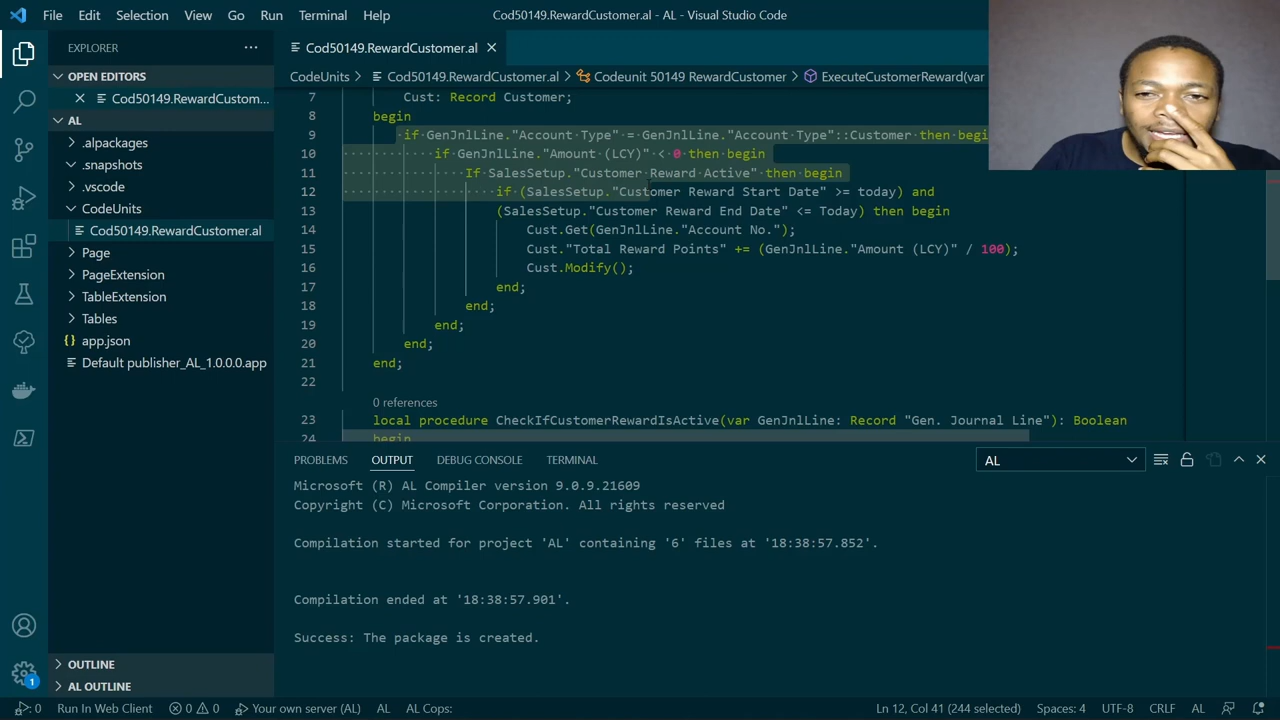 File Edit Selection View Go Run Terminal Help
Cod50149.RewardCustomer.al - AL - Visual Studio Code
EXPLORER
OPEN EDITORS
Cod50149.RewardCustom...
AL
.alpackages
.snapshots
.vscode
CodeUnits
Cod50149.RewardCustomer.al
Page
PageExtension
TableExtension
Tables
{} app.json
Default publisher_AL_1.0.0.0.app
OUTLINE
AL OUTLINE
1
Cod50149.RewardCustomer.al
CodeUnits > Cod50149.RewardCustomer.al > Codeunit 50149 RewardCustomer > ExecuteCustomerReward(var
7 Cust: Record Customer;
8 begin
9 if GenJnlLine."Account Type" = GenJnlLine."Account Type"::Customer then begi
10 if GenJnlLine."Amount (LCY)" < 0 then begin
11 If SalesSetup."Customer Reward Active" then begin
12 if (SalesSetup."Customer Reward Start Date" >= today) and
13 (SalesSetup."Customer Reward End Date" <= Today) then begin
14 Cust.Get(GenJnlLine."Account No.");
15 Cust."Total Reward Points" += (GenJnlLine."Amount (LCY)" / 100);
16 Cust.Modify();
17 end;
18 end;
19 end;
20 end;
21 end;
22
0 references
23 local procedure CheckIfCustomerRewardIsActive(var GenJnlLine: Record "Gen. Journal Line"): Boolean
24 begin
PROBLEMS OUTPUT DEBUG CONSOLE TERMINAL
AL
Microsoft (R) AL Compiler version 9.0.9.21609
Copyright (C) Microsoft Corporation. All rights reserved
Compilation started for project 'AL' containing '6' files at '18:38:57.852'.
Compilation ended at '18:38:57.901'.
Success: The package is created.
0 Run In Web Client 0 0 Your own server (AL) AL AL Cops: Ln 12, Col 41 (244 selected) Spaces: 4 UTF-8 CRLF AL